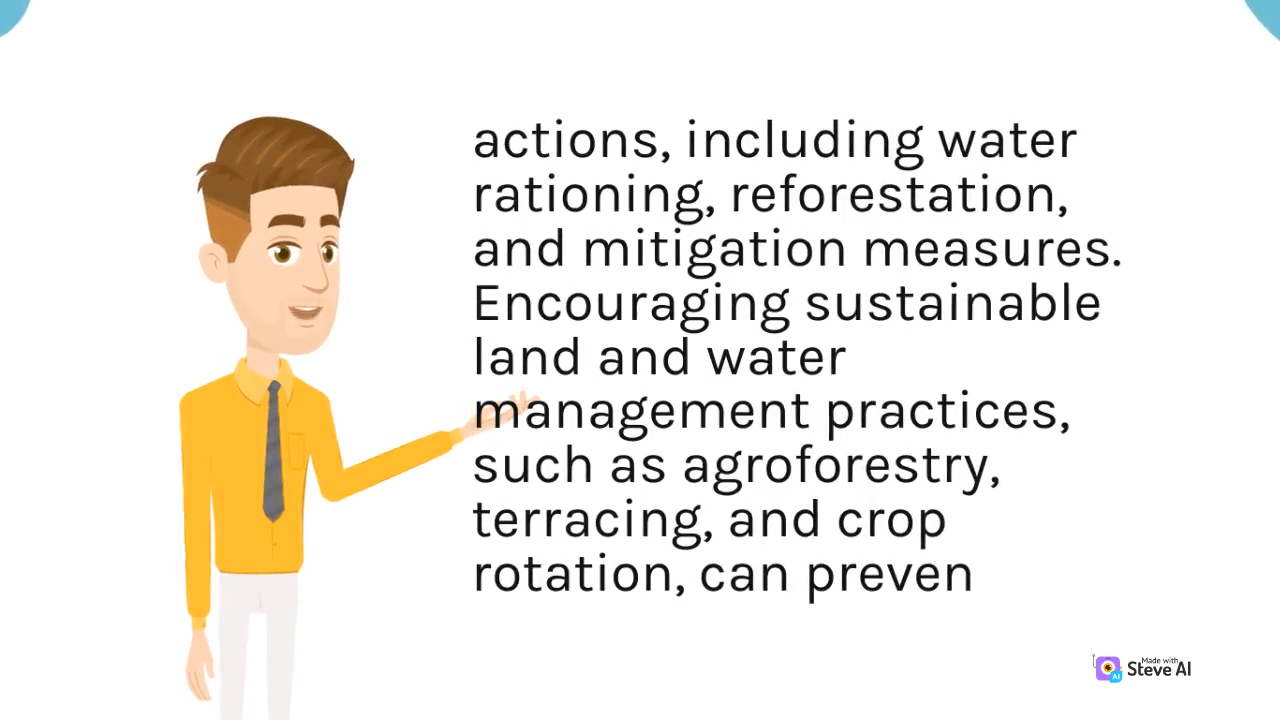 actions, including water
rationing, reforestation,
and mitigation measures.
Encouraging sustainable
land and water
management practices,
such as agroforestry,
terracing, and crop
rotation, can preven
Made with
Steve AI
AI